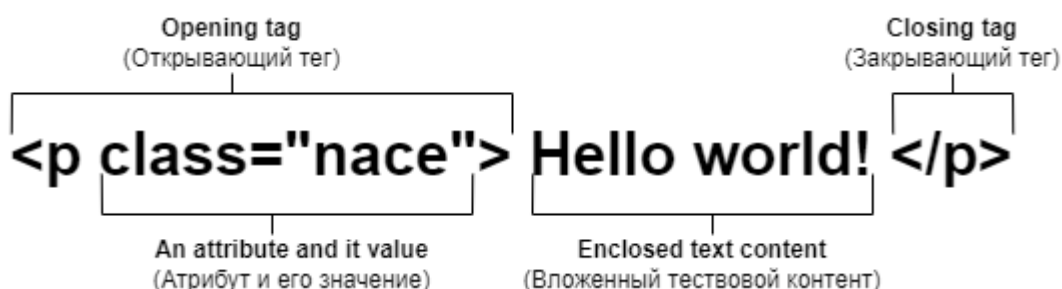 Opening tag
(Открывающий тег)
Closing tag
(Закрывающий тег)
<p class="nace"> Hello world! </p>
An attribute and it value
(Атрибут и его значение)
Enclosed text content
(Вложенный тествовой контент)